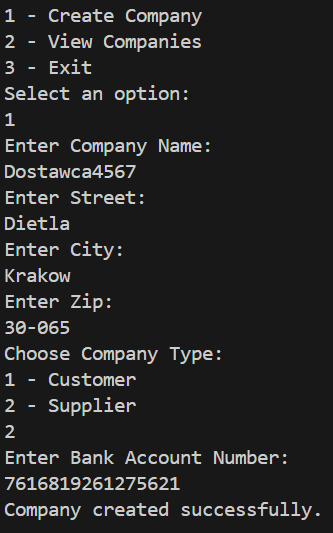 1 - Create Company
2 - View Companies
3 - Exit
Select an option:
1
Enter Company Name:
Dostawca4567
Enter Street:
Dietla
Enter City:
Krakow
Enter Zip:
30-065
Choose Company Type:
1 - Customer
2 - Supplier
2
Enter Bank Account Number:
7616819261275621
Company created successfully.